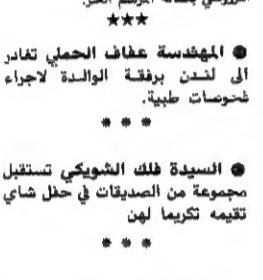 ★★★
● المهندسة عفاف الحملي تغادر
الى لندن برفقة الوالدة لاجراء
فحوصات طبية.
● ● ●
● السيدة فلك الشويكي تستقبل
مجموعة من الصديقات في حفل شاي
تقيمه تكريما لهن
● ● ●